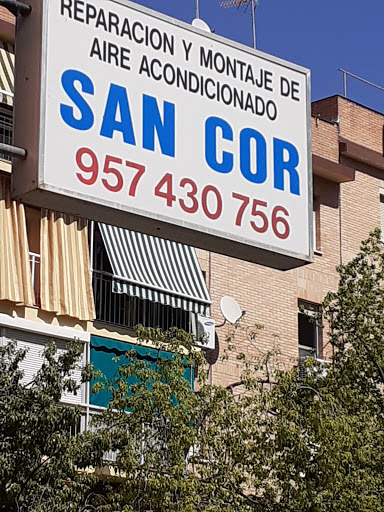 REPARACION Y MONTAJE DE
AIRE ACONDICIONADO
SAN COR
957 430 756